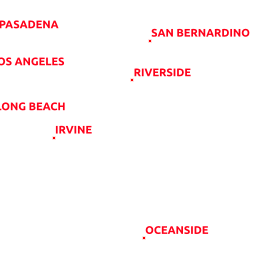 PASADENA
SAN BERNARDINO
OS ANGELES
RIVERSIDE
LONG BEACH
IRVINE
OCEANSIDE